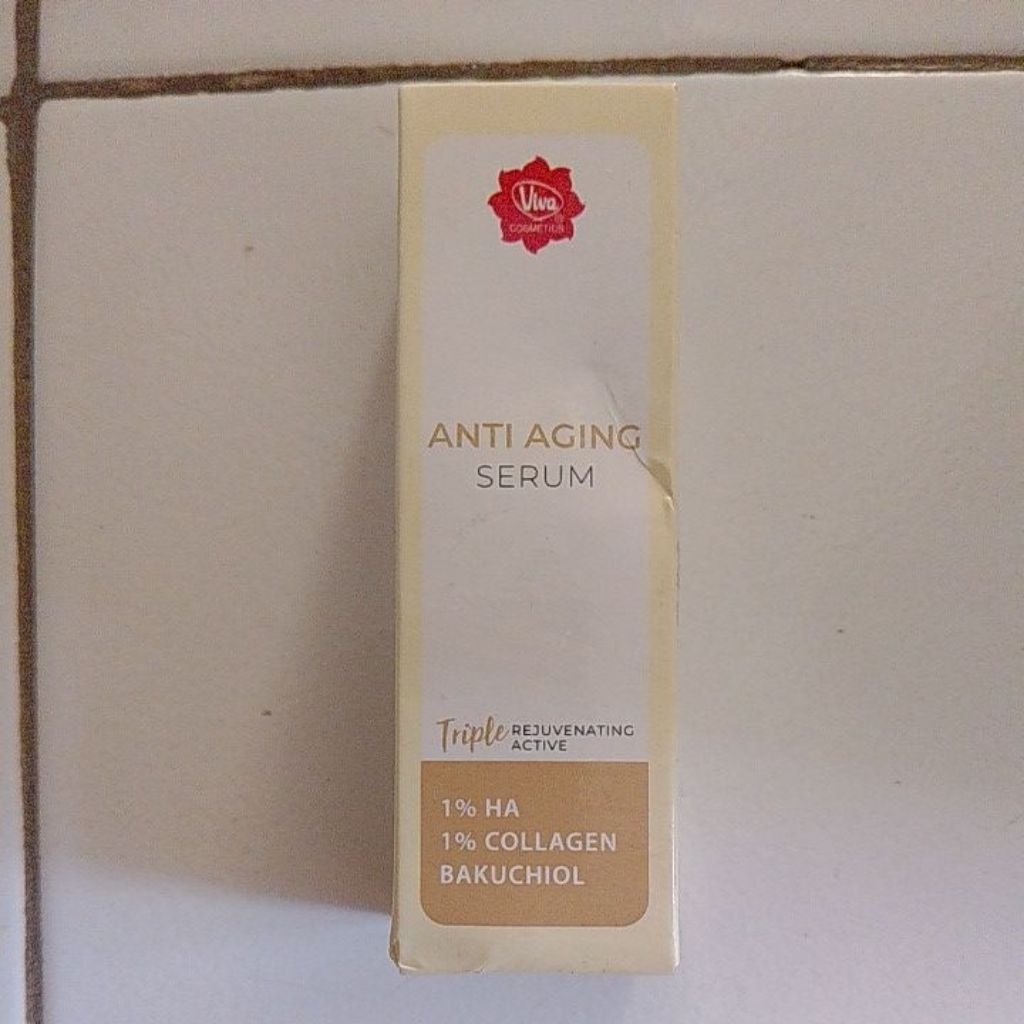 Viva
COSMETICS
ANTI AGING
SERUM
Triple REJUVENATING
ACTIVE
1% HA
1% COLLAGEN
BAKUCHIOL